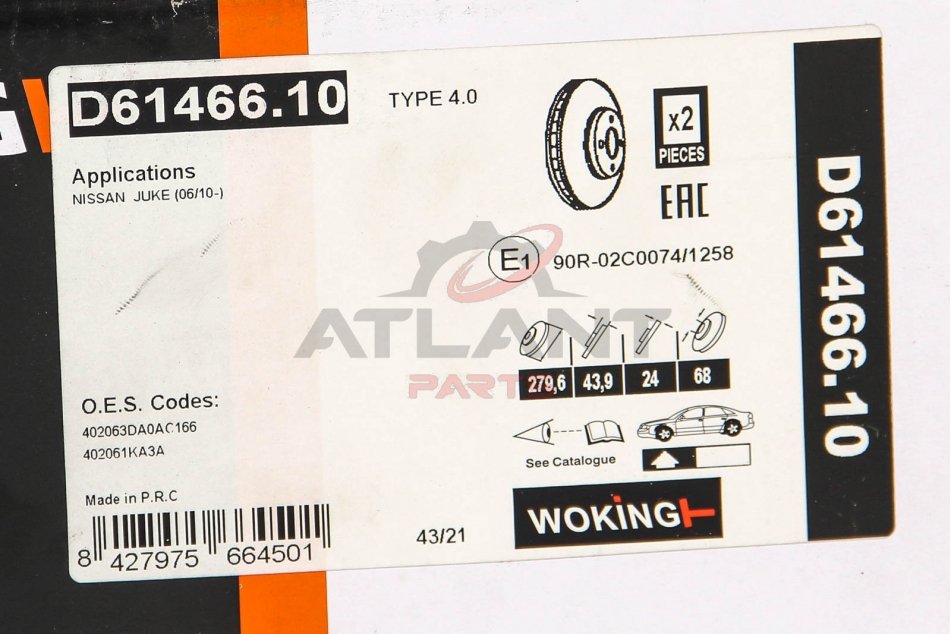 D61466.10
TYPE 4.0
x2
PIECES
EAC
Applications
NISSAN JUKE (06/10-)
E1 90R-02C0074/1258
ATLANT
PARTS
279,6 43,9 24 68
O.E.S. Codes:
402063DA0AC166
402061KA3A
See Catalogue
Made in P.R.C
8 427975 664501
43/21
WOKINGT
D61466.10